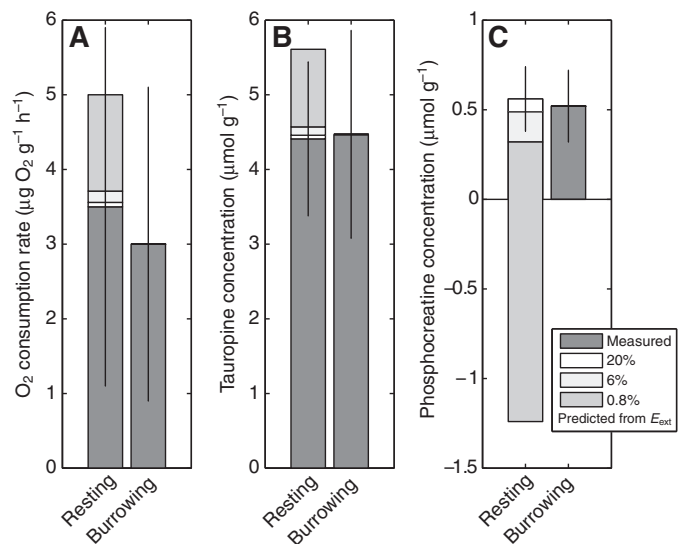 A
B
C
O₂ consumption rate (µg O₂ g⁻¹ h⁻¹)
6
5
4
3
2
1
0
Resting
Burrowing
Tauropine concentration (µmol g⁻¹)
6
5
4
3
2
1
0
Resting
Burrowing
Phosphocreatine concentration (µmol g⁻¹)
1
0.5
0
−0.5
−1
−1.5
Resting
Burrowing
Measured
20%
6%
0.8%
Predicted from Eext